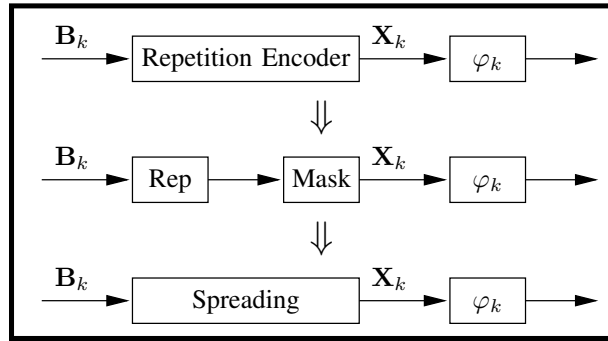 B_k Repetition Encoder X_k φ_k
⇓
B_k Rep Mask X_k φ_k
⇓
B_k Spreading X_k φ_k